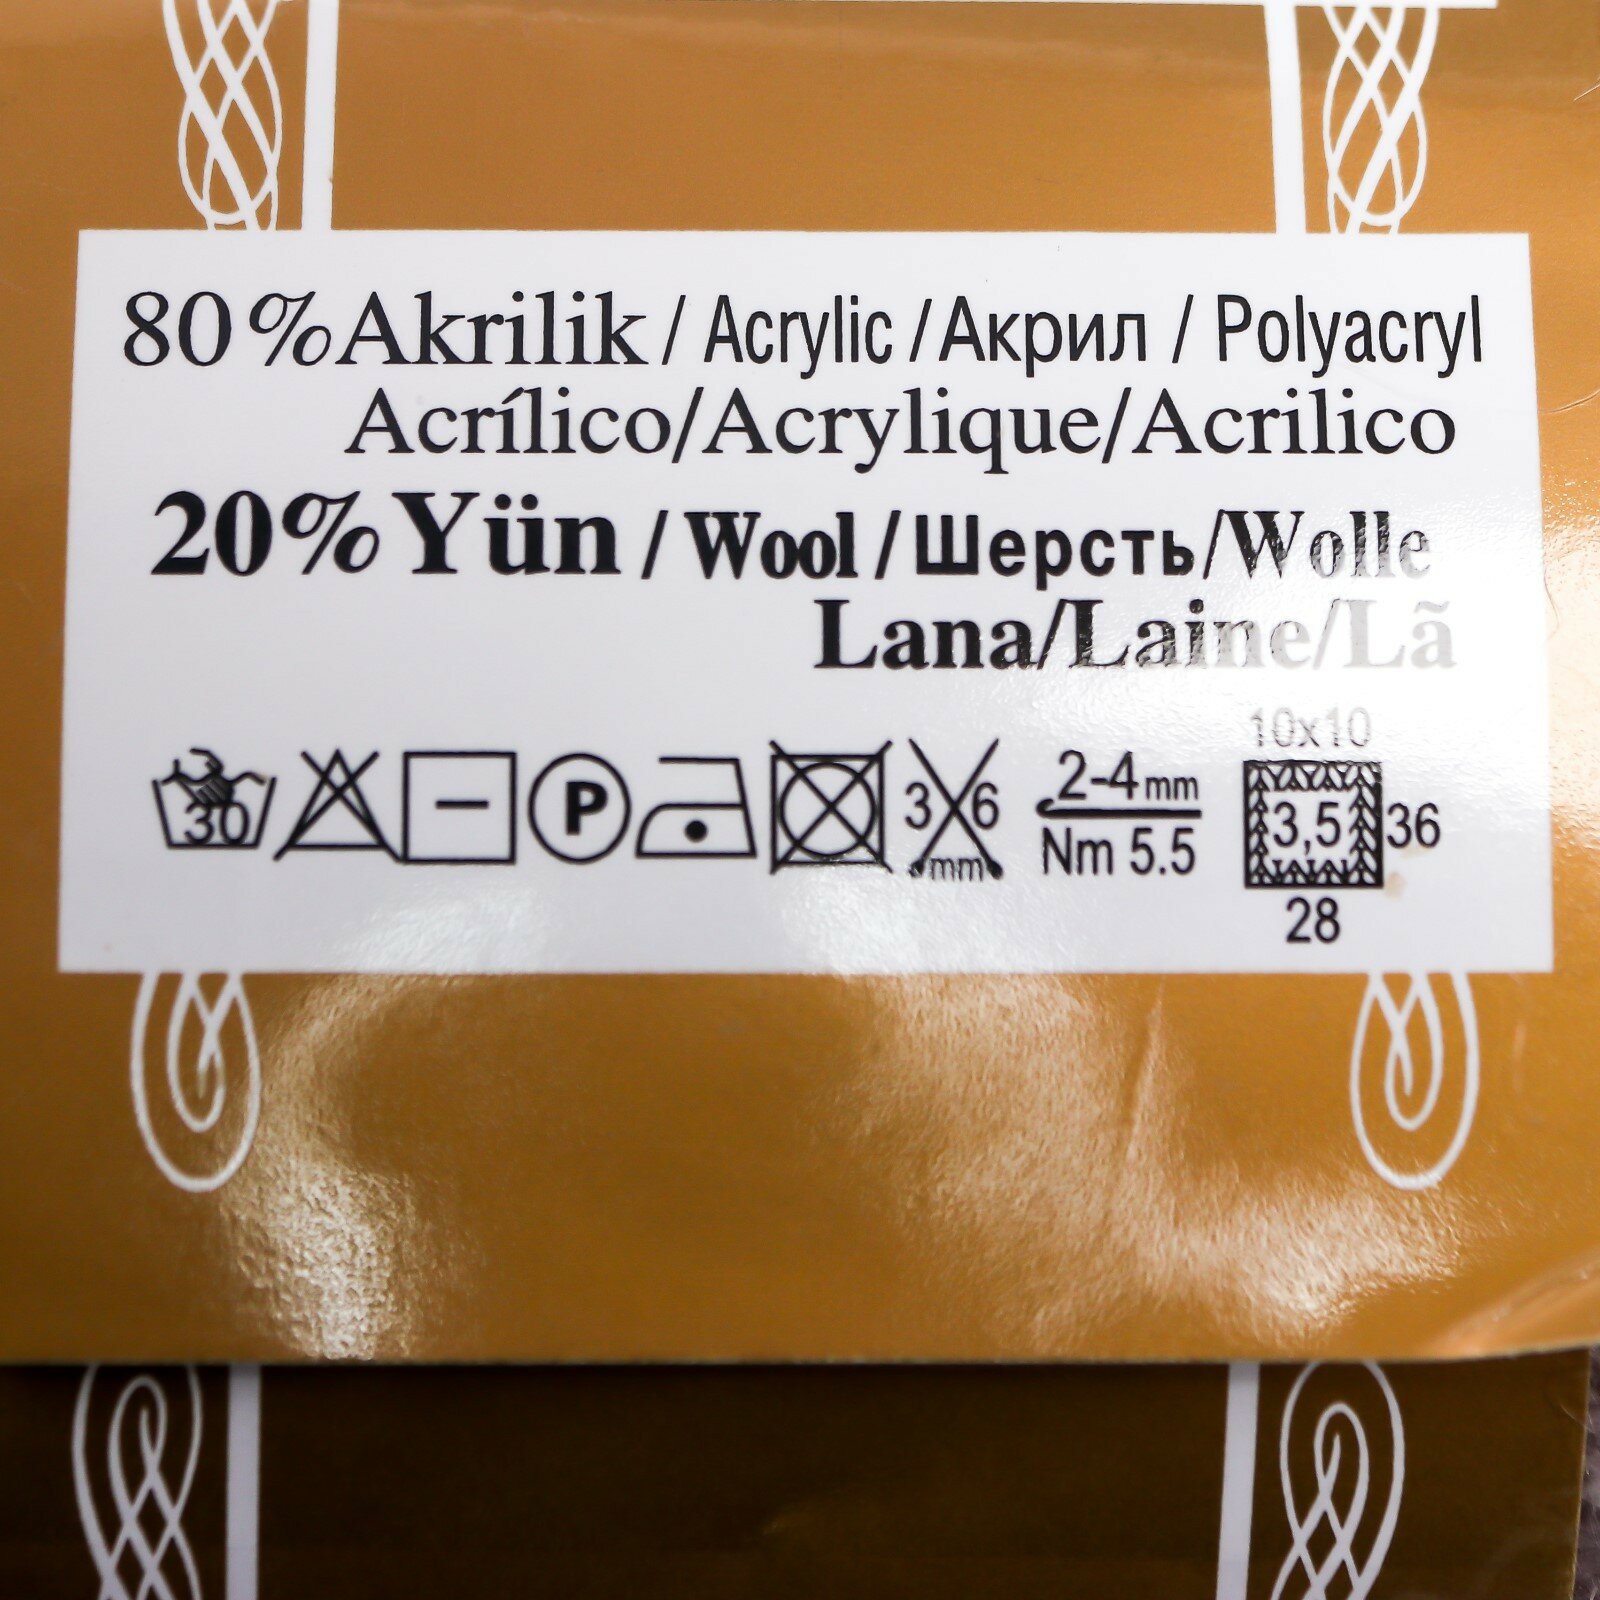 80% Akrilik / Acrylic / Акрил / Polyacryl
Acrílico/Acrylique/Acrilico
20% Yün / Wool / Шерсть/Wolle
Lana/Laine/Lã
30 P 3 6 mm 2-4 mm Nm 5.5 10x10 3,5 36 28